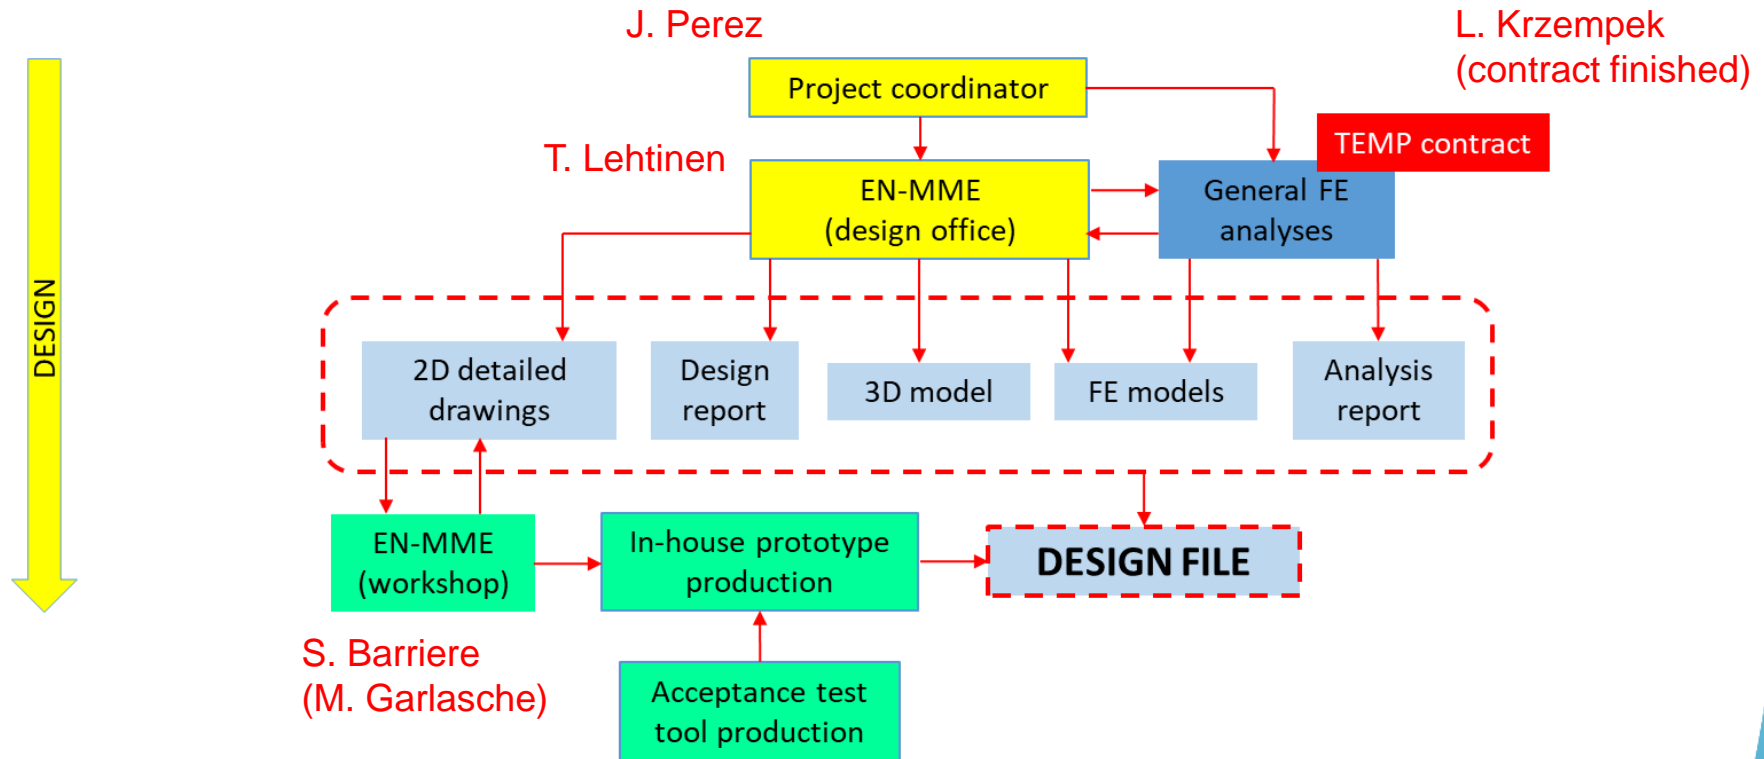 J. Perez
L. Krzempek
(contract finished)
Project coordinator
TEMP contract
T. Lehtinen
EN-MME
(design office)
General FE
analyses
DESIGN
2D detailed
drawings
Design
report
3D model
FE models
Analysis
report
EN-MME
(workshop)
In-house prototype
production
DESIGN FILE
S. Barriere
(M. Garlasche)
Acceptance test
tool production